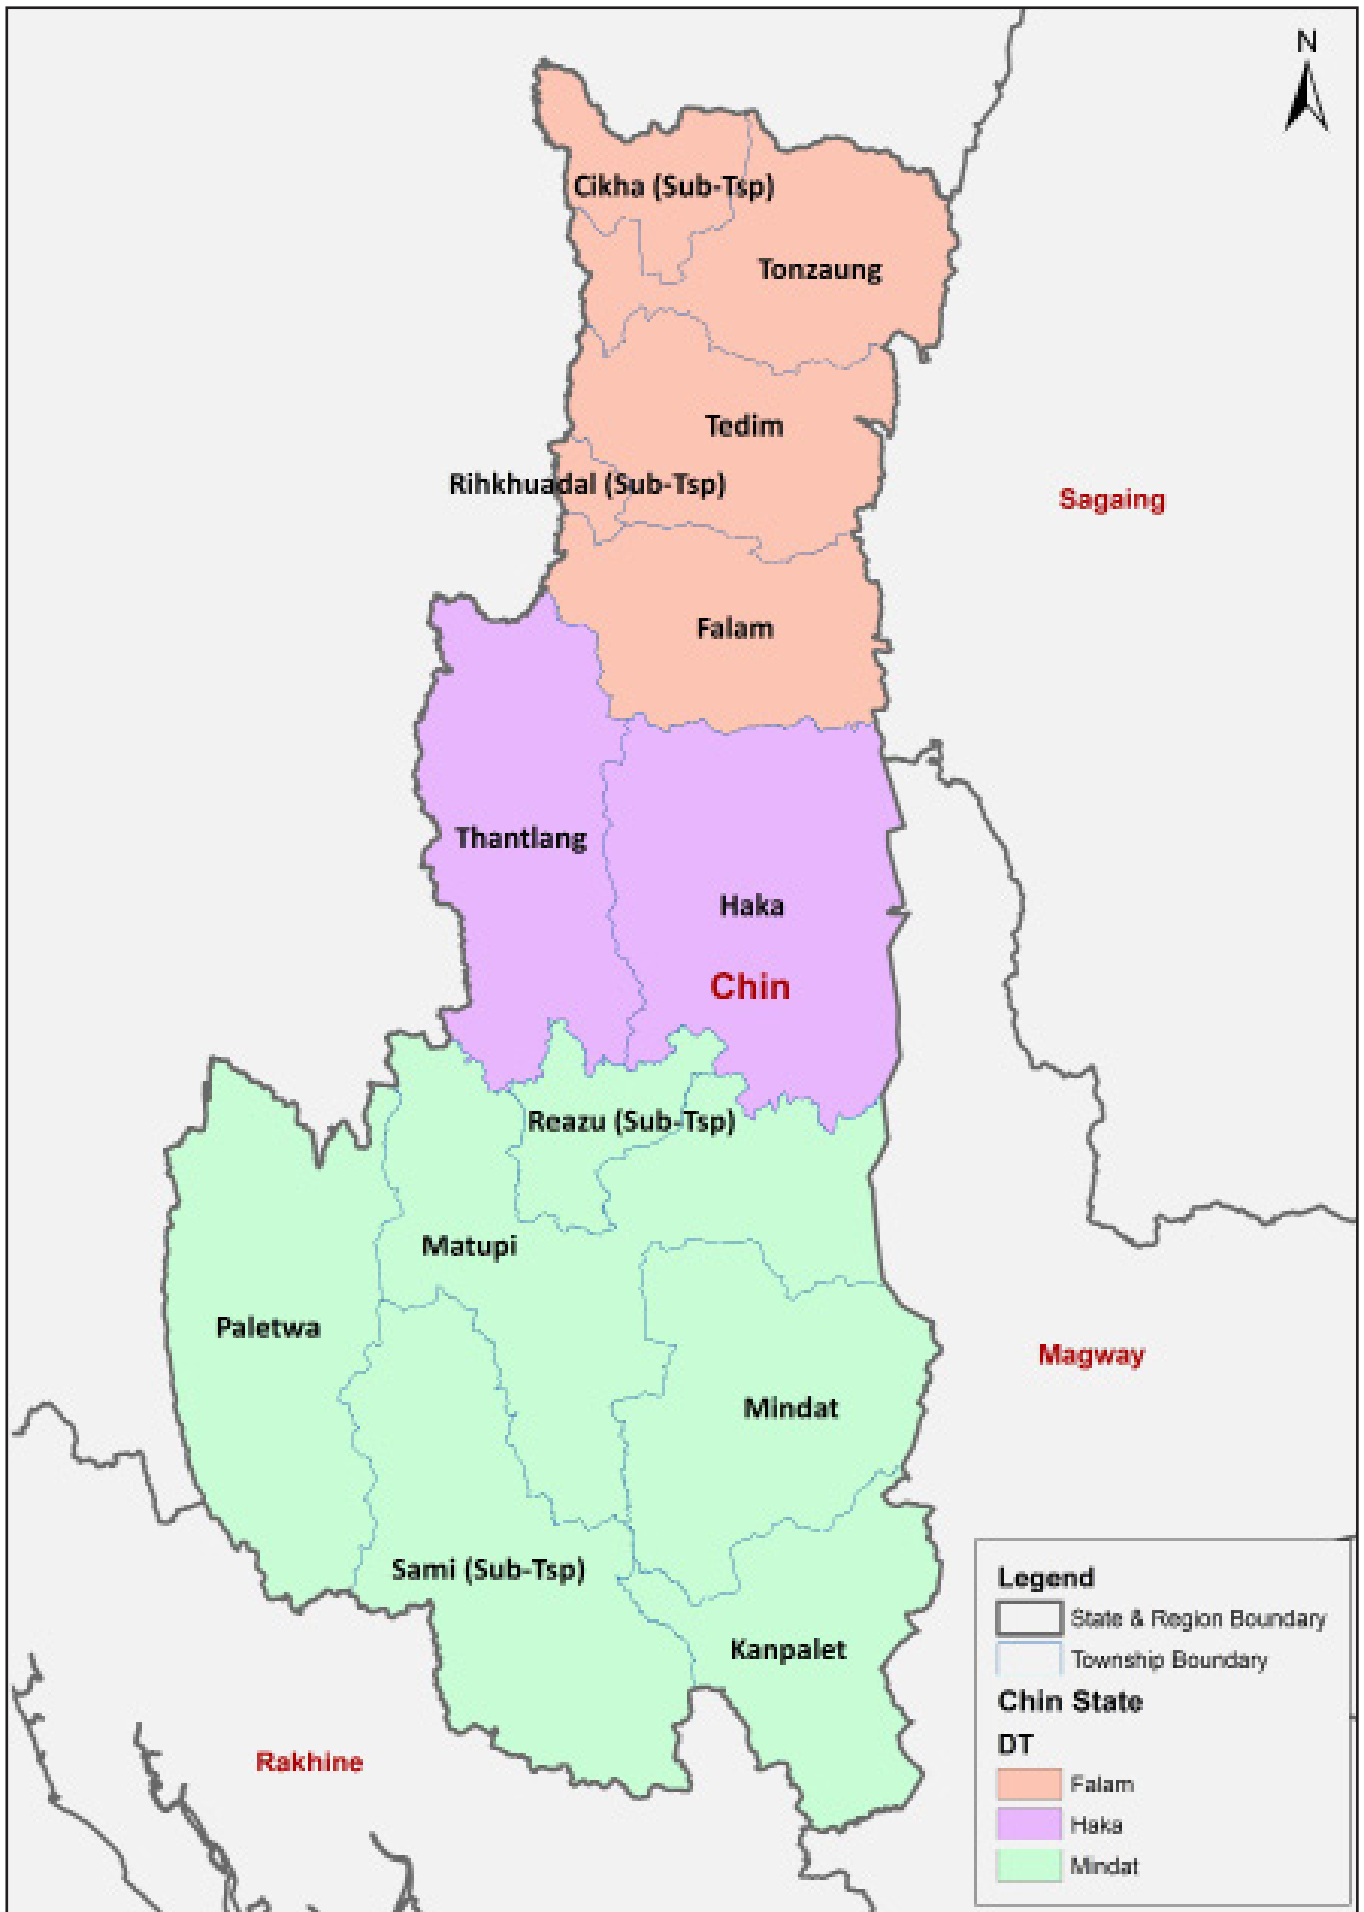 N
Cikha (Sub-Tsp)
Tonzaung
Tedim
Rihkhuadal (Sub-Tsp)
Sagaing
Falam
Thantlang
Haka
Chin
Reazu (Sub-Tsp)
Matupi
Paletwa
Magway
Mindat
Sami (Sub-Tsp)
Kanpalet
Rakhine
Legend
State & Region Boundary
Township Boundary
Chin State
DT
Falam
Haka
Mindat